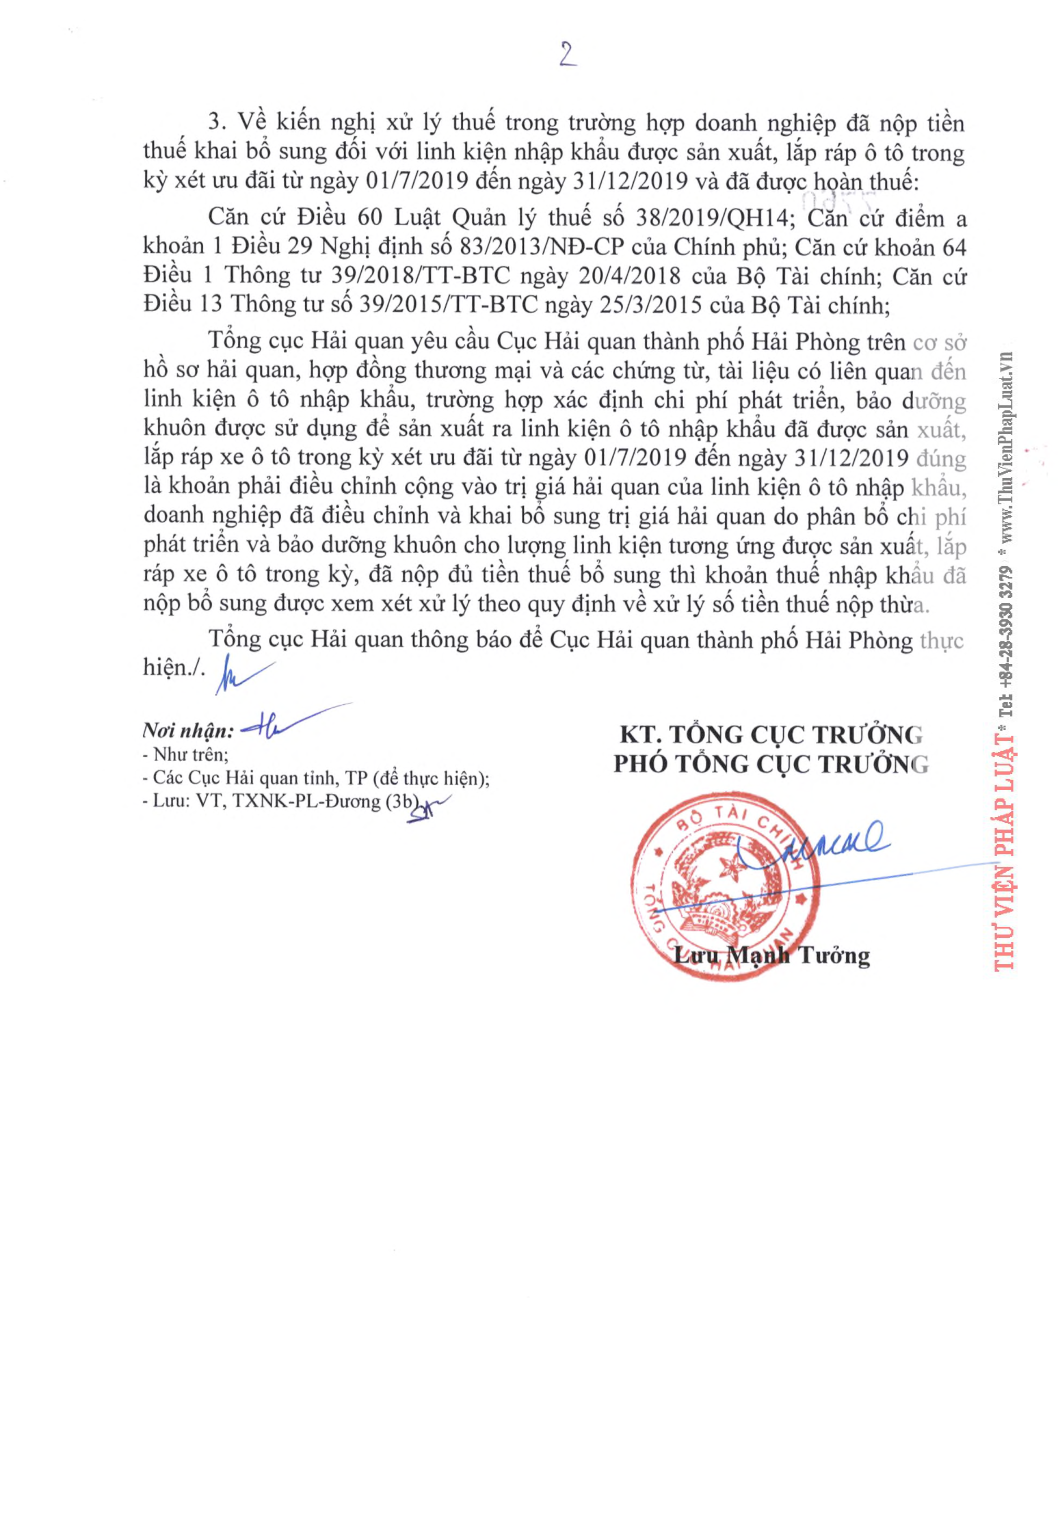 2
3. Về kiến nghị xử lý thuế trong trường hợp doanh nghiệp đã nộp tiền
thuế khai bổ sung đối với linh kiện nhập khẩu được sản xuất, lắp ráp ô tô trong
kỳ xét ưu đãi từ ngày 01/7/2019 đến ngày 31/12/2019 và đã được hoàn thuế:
Căn cứ Điều 60 Luật Quản lý thuế số 38/2019/QH14; Căn cứ điểm a
khoản 1 Điều 29 Nghị định số 83/2013/NĐ-CP của Chính phủ; Căn cứ khoản 64
Điều 1 Thông tư 39/2018/TT-BTC ngày 20/4/2018 của Bộ Tài chính; Căn cứ
Điều 13 Thông tư số 39/2015/TT-BTC ngày 25/3/2015 của Bộ Tài chính;
Tổng cục Hải quan yêu cầu Cục Hải quan thành phố Hải Phòng trên cơ sở
hồ sơ hải quan, hợp đồng thương mại và các chứng từ, tài liệu có liên quan đến
linh kiện ô tô nhập khẩu, trường hợp xác định chi phí phát triển, bảo dưỡng
khuôn được sử dụng để sản xuất ra linh kiện ô tô nhập khẩu đã được sản xuất,
lắp ráp xe ô tô trong kỳ xét ưu đãi từ ngày 01/7/2019 đến ngày 31/12/2019 đúng
là khoản phải điều chỉnh cộng vào trị giá hải quan của linh kiện ô tô nhập khẩu,
doanh nghiệp đã điều chỉnh và khai bổ sung trị giá hải quan do phân bổ chi phí
phát triển và bảo dưỡng khuôn cho lượng linh kiện tương ứng được sản xuất, lắp
ráp xe ô tô trong kỳ, đã nộp đủ tiền thuế bổ sung thì khoản thuế nhập khẩu đã
nộp bổ sung được xem xét xử lý theo quy định về xử lý số tiền thuế nộp thừa.
Tổng cục Hải quan thông báo để Cục Hải quan thành phố Hải Phòng thực
hiện./.
Nơi nhận:
- Như trên;
- Các Cục Hải quan tỉnh, TP (để thực hiện);
- Lưu: VT, TXNK-PL-Đương (3b).
KT. TỔNG CỤC TRƯỞNG
PHÓ TỔNG CỤC TRƯỞNG
BỘ TÀI CHÍNH
TỔNG CỤC HẢI QUAN
Lưu Mạnh Tưởng
THƯ VIỆN PHÁP LUẬT * Tel: +84-28-3930 3279 * www.ThuVienPhapLuat.vn